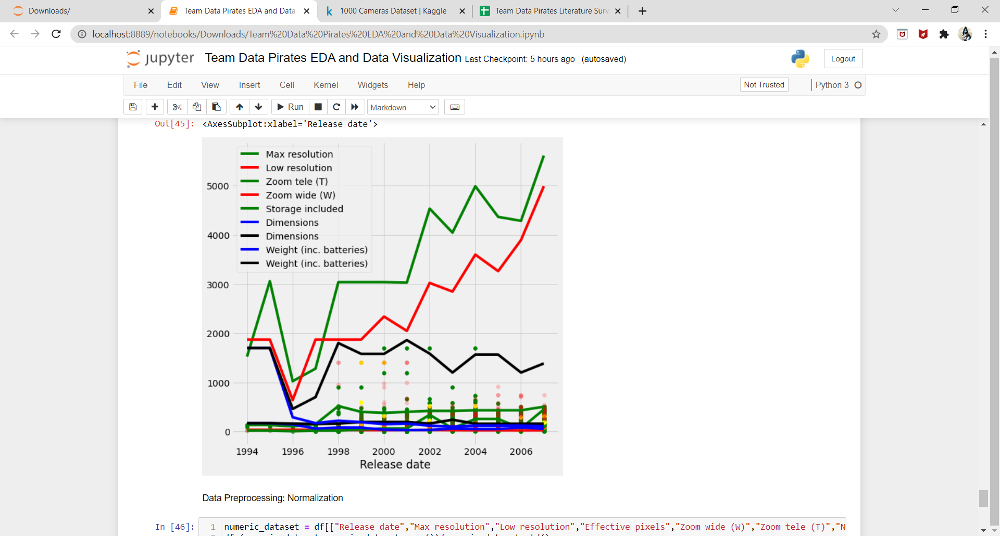 Downloads/
Team Data Pirates EDA and Data
1000 Cameras Dataset | Kaggle
Team Data Pirates Literature Surv
localhost:8889/notebooks/Downloads/Team%20Data%20Pirates%20EDA%20and%20Data%20Visualization.ipynb
jupyter Team Data Pirates EDA and Data Visualization Last Checkpoint: 5 hours ago (autosaved)
Logout
File Edit View Insert Cell Kernel Widgets Help
Not Trusted
Python 3
Run
Markdown
Out[45]: <AxesSubplot:xlabel='Release date'>
Max resolution
Low resolution
Zoom tele (T)
Zoom wide (W)
Storage included
Dimensions
Dimensions
Weight (inc. batteries)
Weight (inc. batteries)
5000
4000
3000
2000
1000
0
1994 1996 1998 2000 2002 2004 2006
Release date
Data Preprocessing: Normalization
In [46]: 1 numeric_dataset = df[["Release date","Max resolution","Low resolution","Effective pixels","Zoom wide (W)","Zoom tele (T)","N